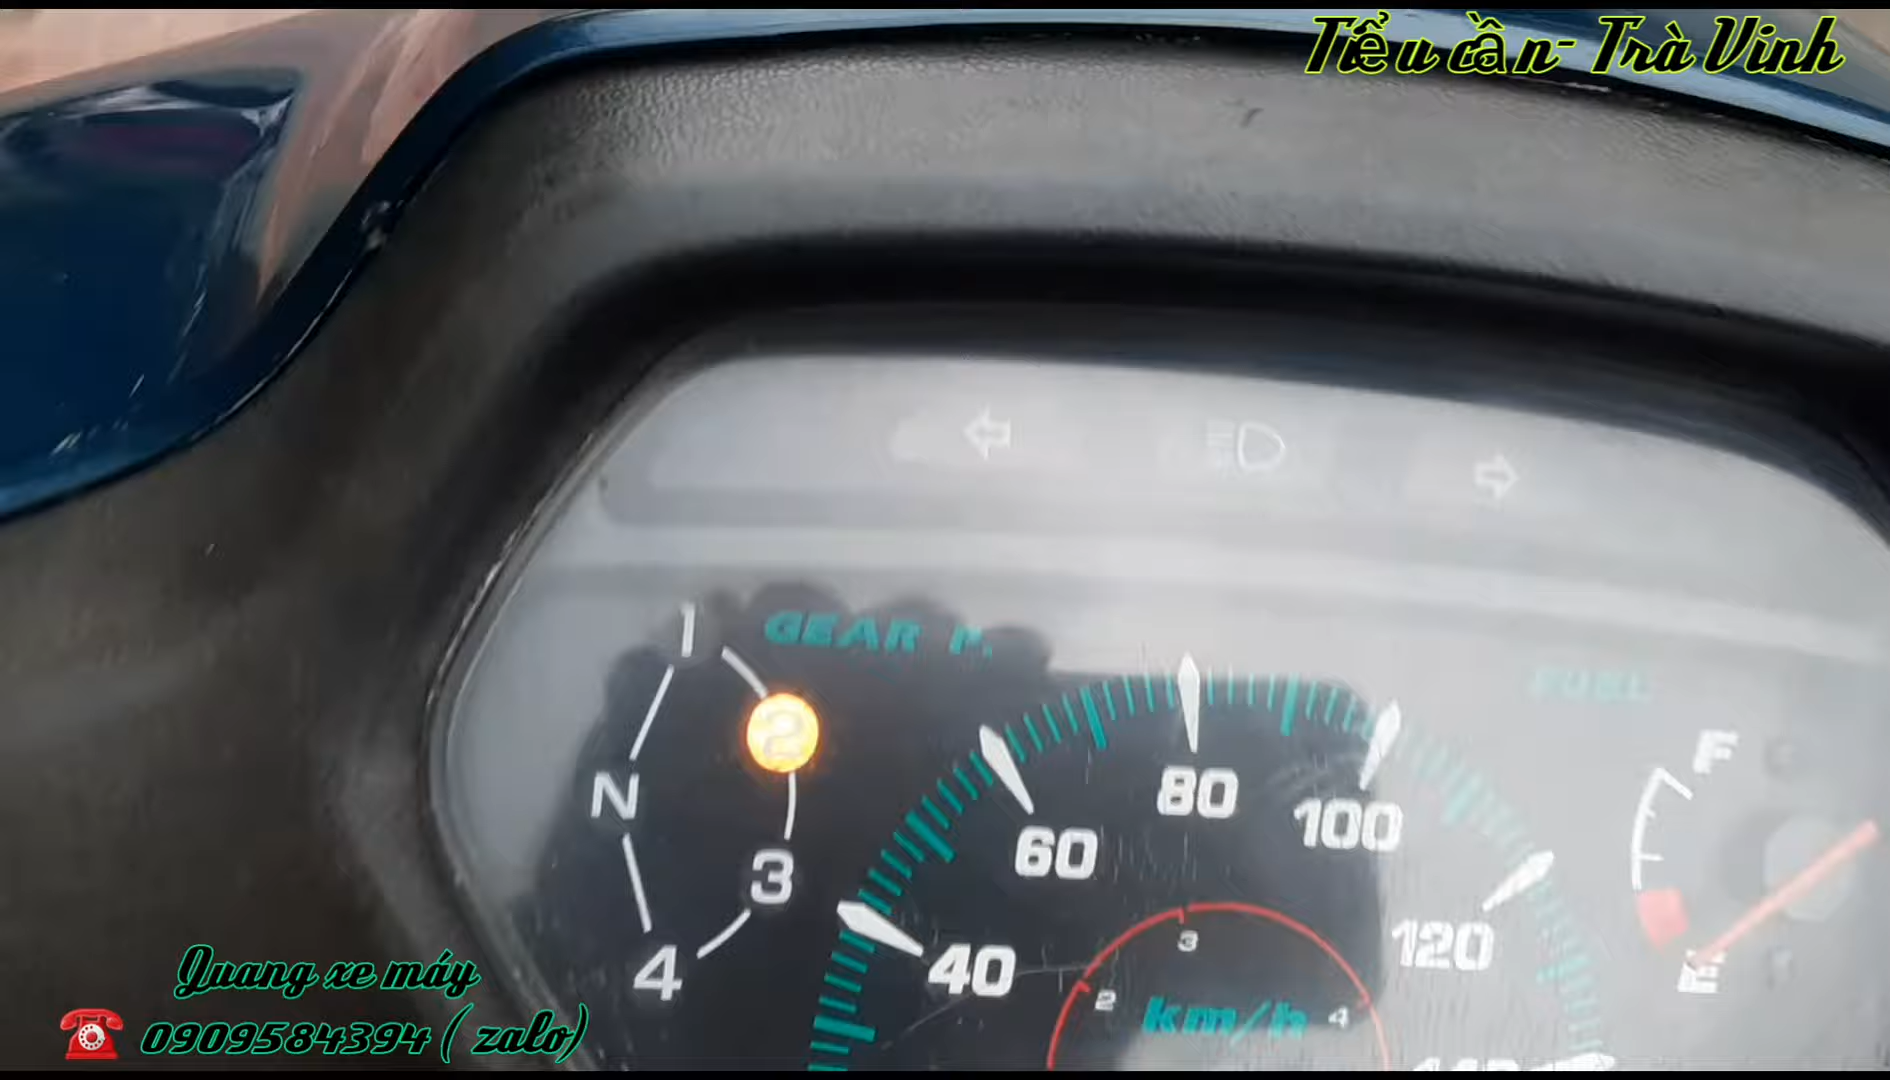 Tiểu cần - Trà Vinh
GEAR P.
FUEL
1
2
N
3
4
F
E
40
60
80
100
120
2
3
4
km/h
Quang xe máy
☎ 0909584394 ( zalo)